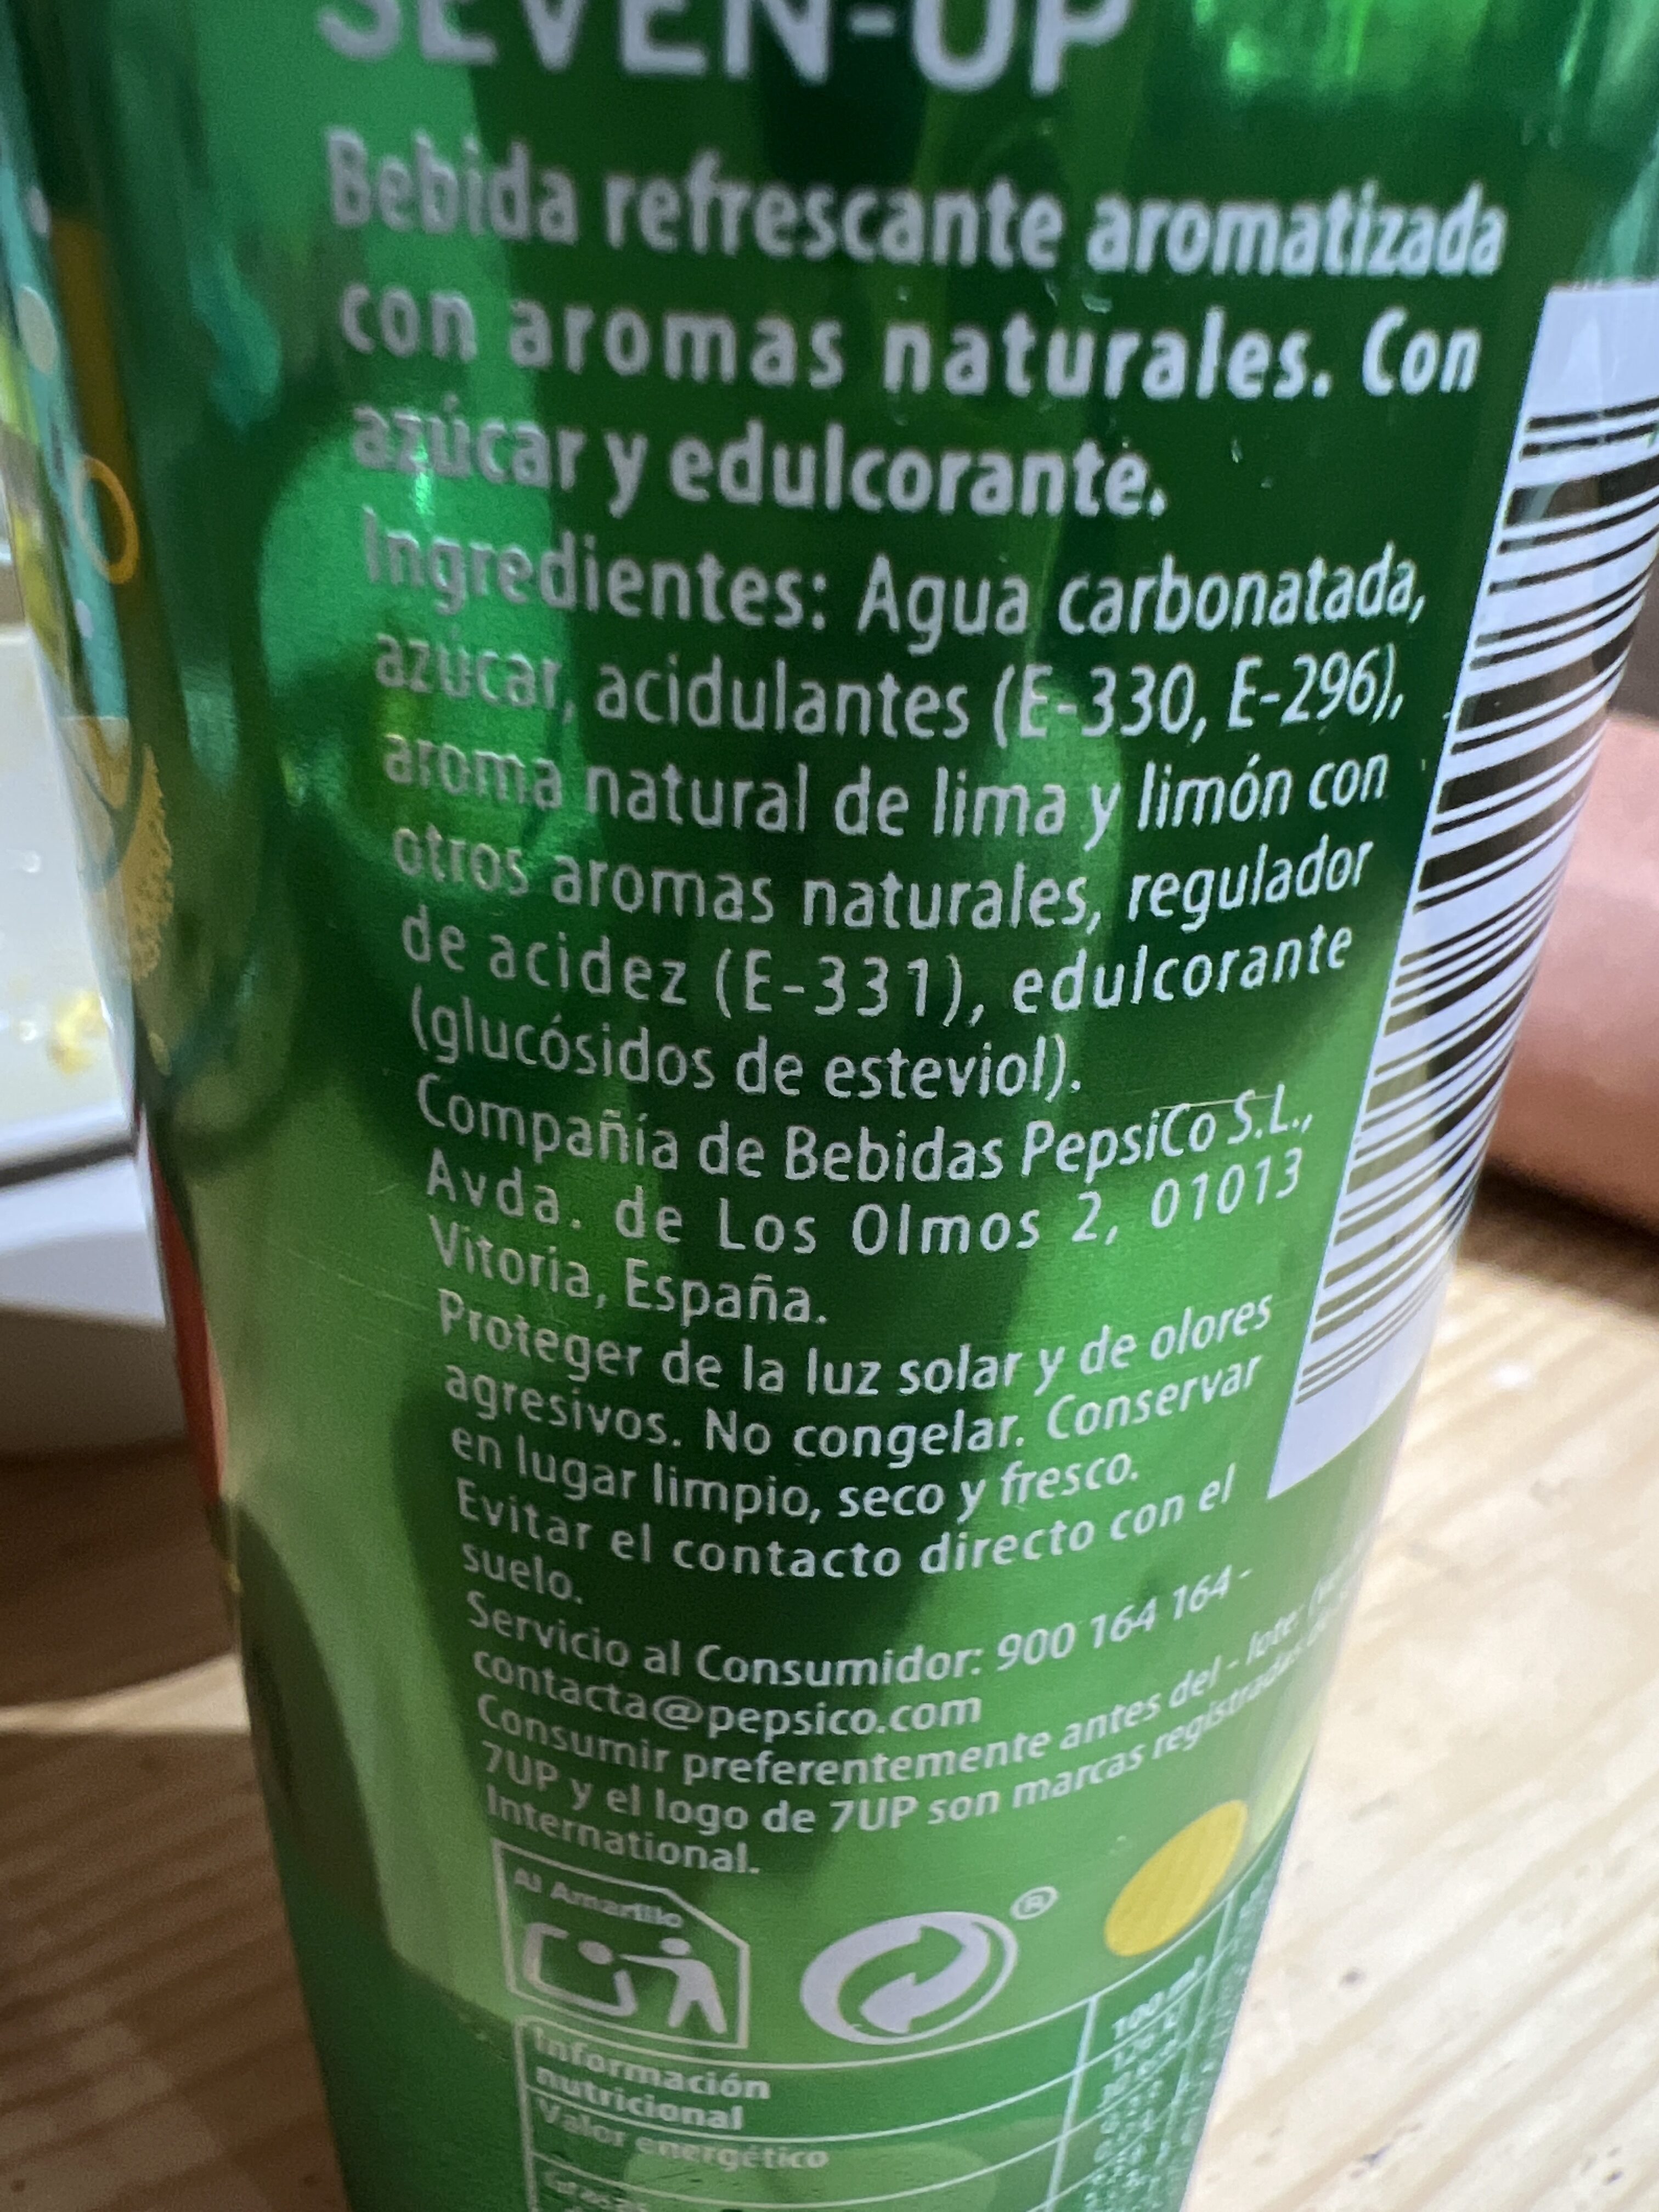 SEVEN-UP
Bebida refrescante aromatizada
con aromas naturales. Con
azúcar y edulcorante.
Ingredientes: Agua carbonatada,
azúcar, acidulantes (E-330, E-296),
aroma natural de lima y limón con
otros aromas naturales, regulador
de acidez (E-331), edulcorante
(glucósidos de esteviol).
Compañía de Bebidas PepsiCo S.L.,
Avda. de Los Olmos 2, 01013
Vitoria, España.
Proteger de la luz solar y de olores
agresivos. No congelar. Conservar
en lugar limpio, seco y fresco.
Evitar el contacto directo con el
suelo.
Servicio al Consumidor: 900 164 164 -
contacta@pepsico.com
Consumir preferentemente antes del - lote:
7UP y el logo de 7UP son marcas registradas
International.
Al Amarillo
®
Información
nutricional
100 ml
Valor energético
Grasas